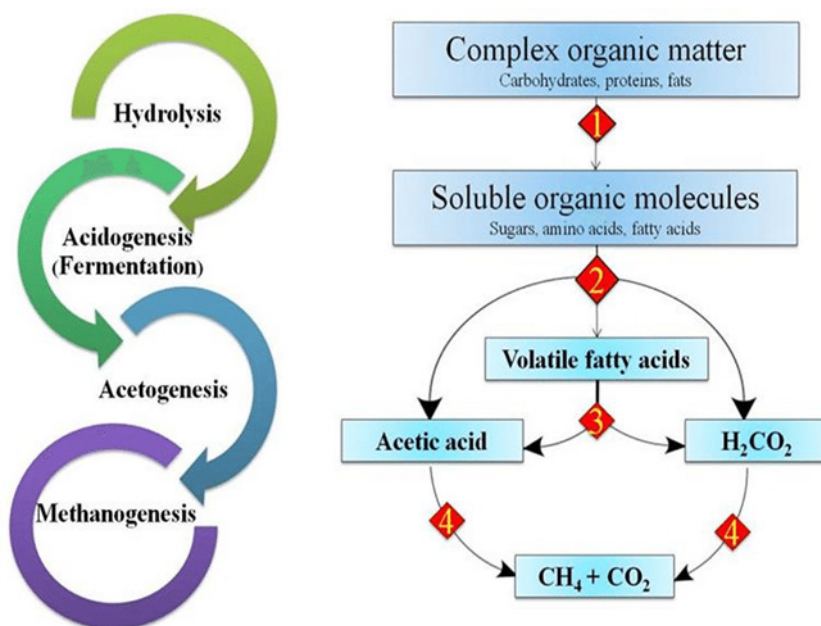 Hydrolysis
Acidogenesis
(Fermentation)
Acetogenesis
Methanogenesis
Complex organic matter
Carbohydrates, proteins, fats
1
Soluble organic molecules
Sugars, amino acids, fatty acids
2
Volatile fatty acids
3
Acetic acid
H₂CO₂
4
4
CH₄ + CO₂